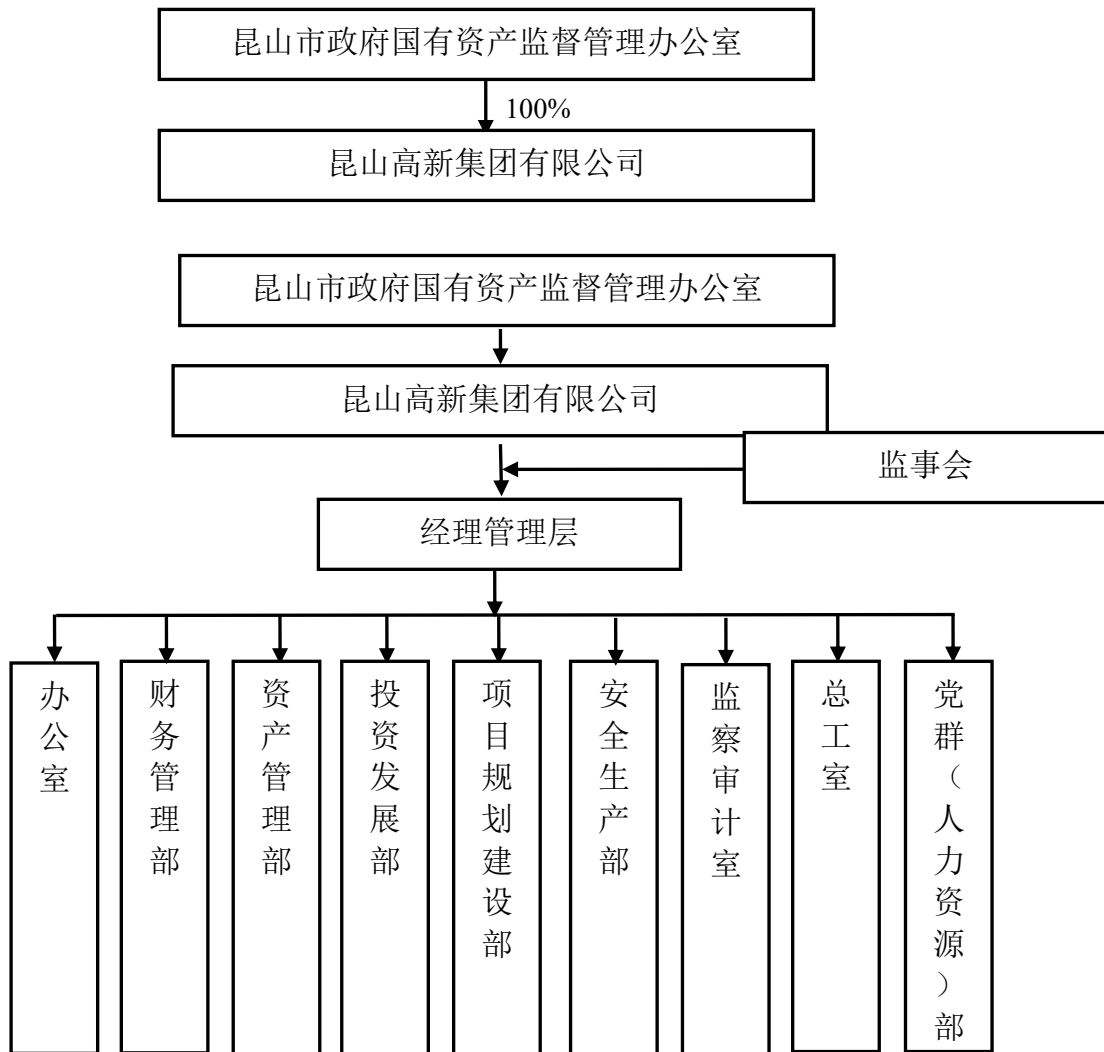 昆山市政府国有资产监督管理办公室
100%
昆山高新集团有限公司
昆山市政府国有资产监督管理办公室
昆山高新集团有限公司
监事会
经理管理层
办公室
财务管理部
资产管理部
投资发展部
项目规划建设部
安全生产部
监察审计室
总工室
党群（人力资源）部